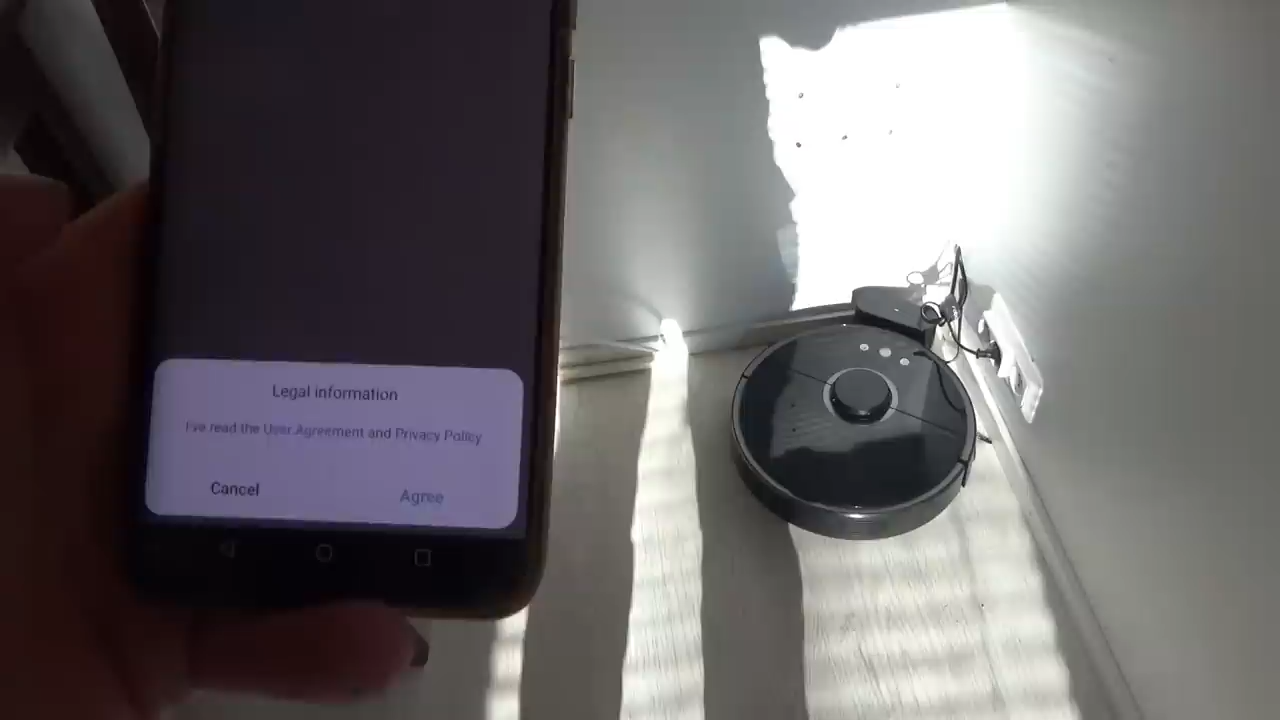 Legal information
I've read the User Agreement and Privacy Policy
Cancel
Agree